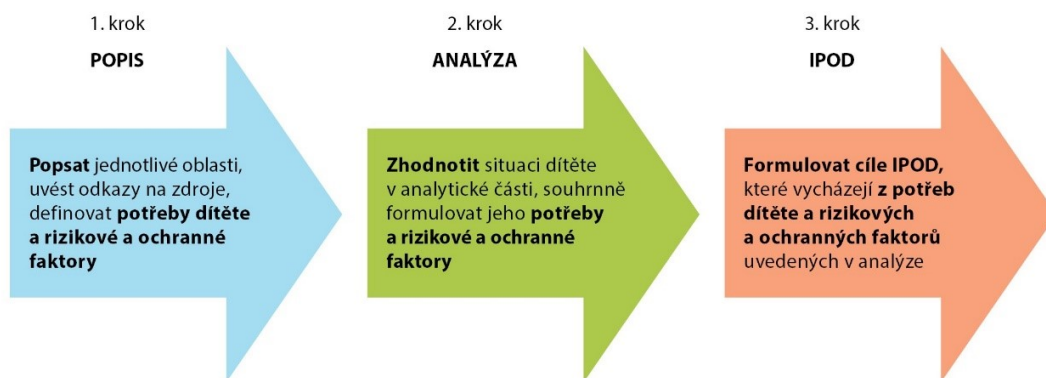 1. krok
POPIS
Popsat jednotlivé oblasti,
uvést odkazy na zdroje,
definovat potřeby dítěte
a rizikové a ochranné
faktory
2. krok
ANALÝZA
Zhodnotit situaci dítěte
v analytické části, souhrnně
formulovat jeho potřeby
a rizikové a ochranné
faktory
3. krok
IPOD
Formulovat cíle IPOD,
které vycházejí z potřeb
dítěte a rizikových
a ochranných faktorů
uvedených v analýze